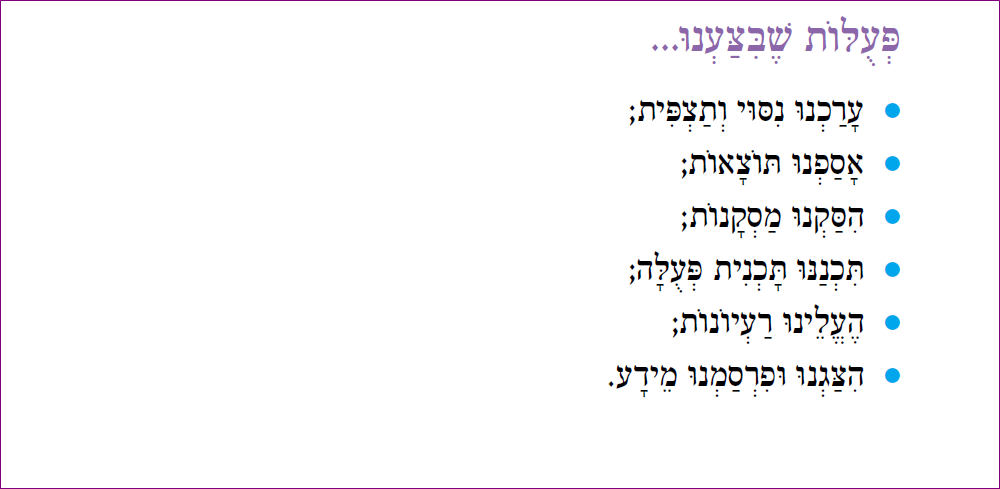 פְּעֻלּוֹת שֶׁבִּצַּעְנוּ...
• עָרַכְנוּ נִסּוּי וְתַצְפִּית;
• אָסַפְנוּ תּוֹצָאוֹת;
• הִסַּקְנוּ מַסְקָנוֹת;
• תִּכְנַנּוּ תָּכְנִית פְּעֻלָּה;
• הֶעֱלֵינוּ רַעְיוֹנוֹת;
• הִצַּגְנוּ וּפִרְסַמְנוּ מֵידָע.